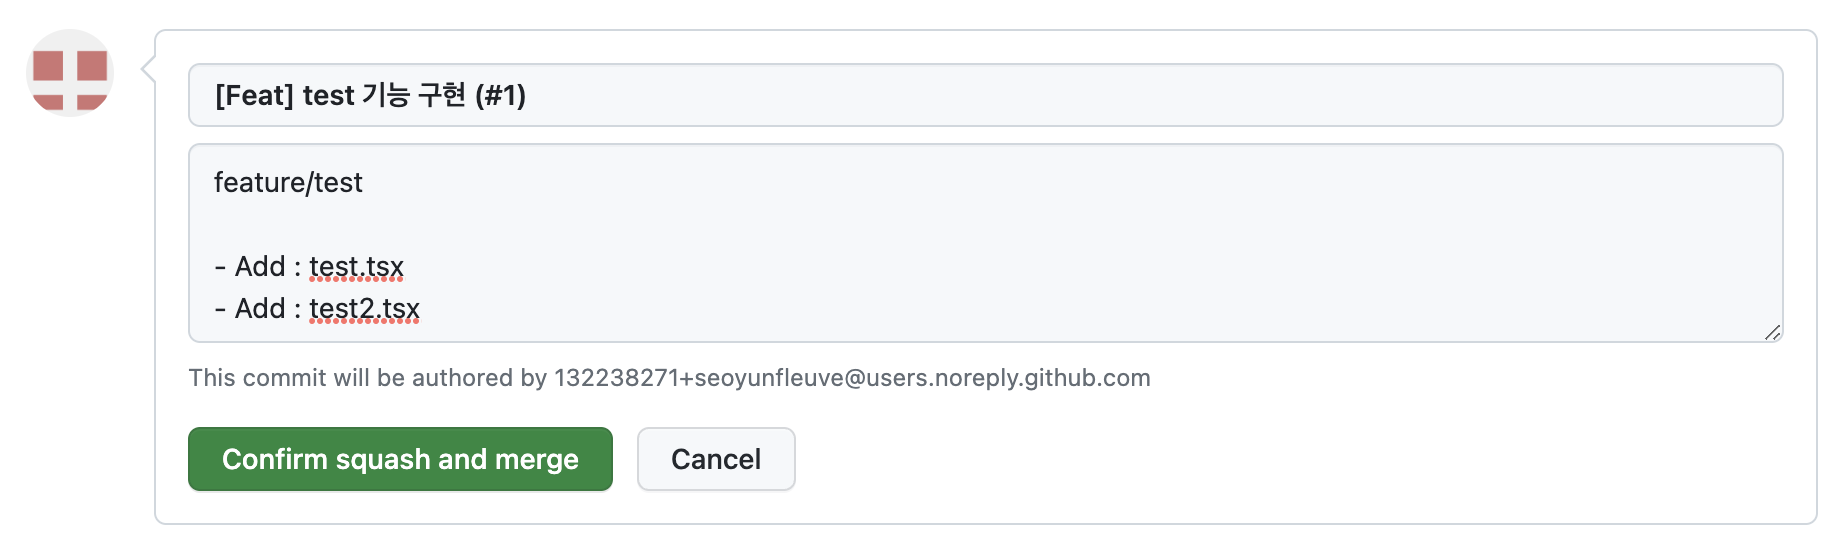 [Feat] test 기능 구현 (#1)
feature/test
- Add : test.tsx
- Add : test2.tsx
This commit will be authored by 132238271+seoyunfleuve@users.noreply.github.com
Confirm squash and merge
Cancel